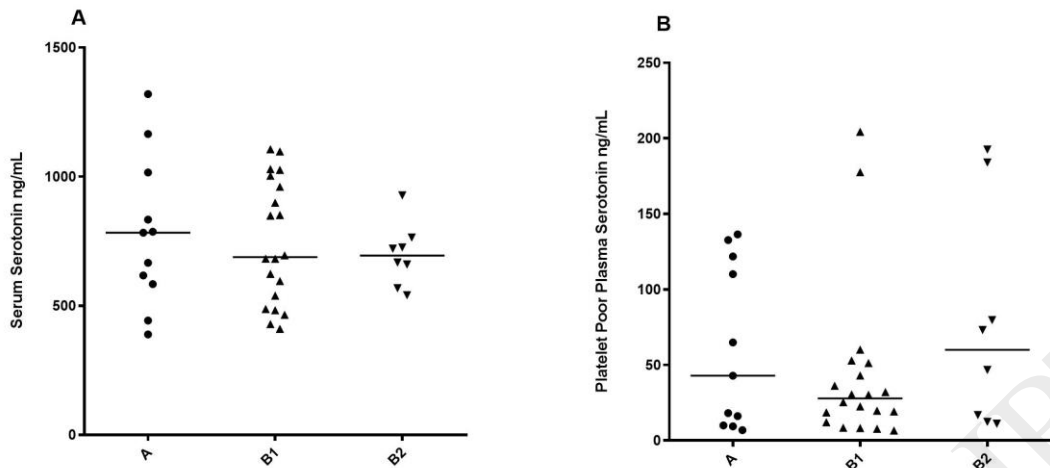 A
Serum Serotonin ng/mL
1500
1000
500
0
A
B1
B2
B
Platelet Poor Plasma Serotonin ng/mL
250
200
150
100
50
0
A
B1
B2